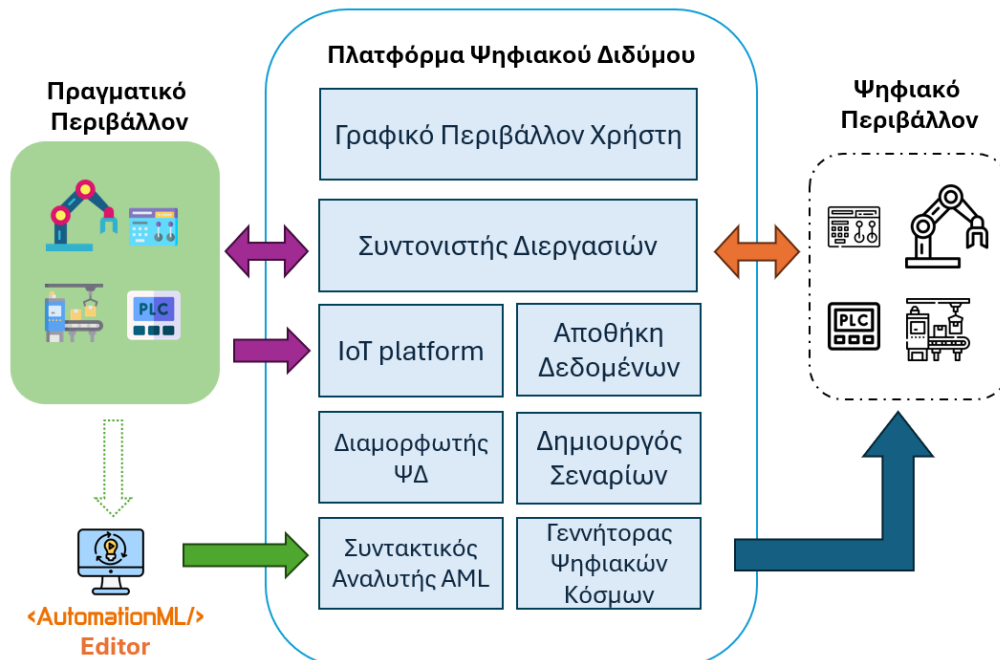 Πλατφόρμα Ψηφιακού Διδύμου
Πραγματικό
Περιβάλλον
Ψηφιακό
Περιβάλλον
Γραφικό Περιβάλλον Χρήστη
Συντονιστής Διεργασιών
PLC
IoT platform
Αποθήκη
Δεδομένων
PLC
Διαμορφωτής
ΨΔ
Δημιουργός
Σεναρίων
Συντακτικός
Αναλυτής AML
Γεννήτορας
Ψηφιακών
Κόσμων
<AutomationML/>
Editor